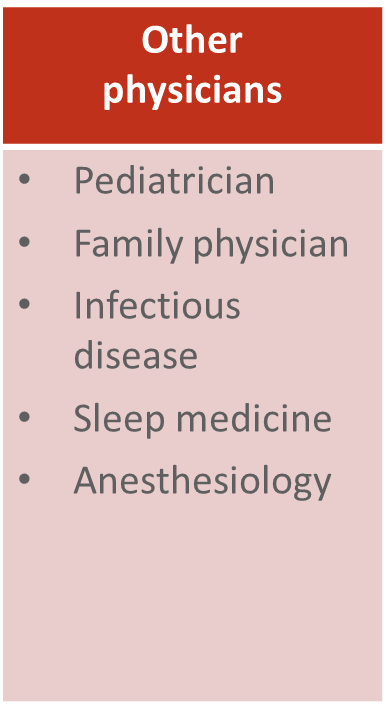 Other
physicians
• Pediatrician
• Family physician
• Infectious
disease
• Sleep medicine
• Anesthesiology